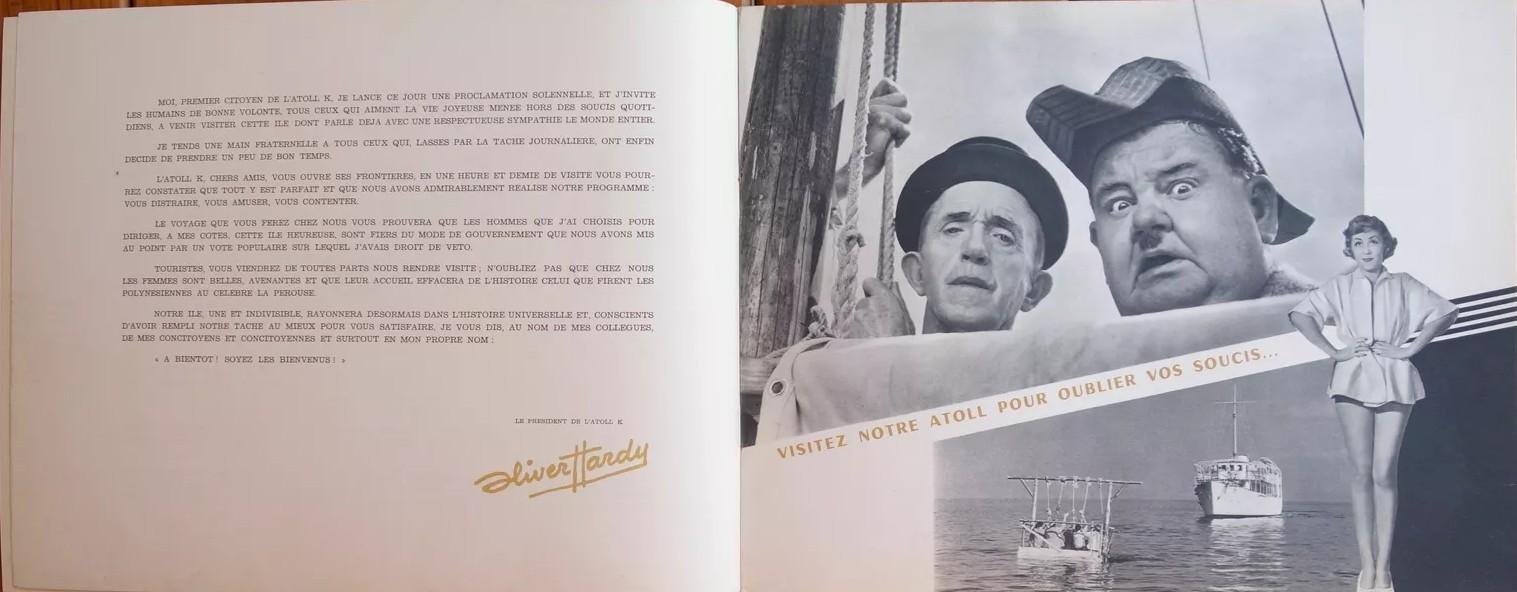 MOI, PREMIER CITOYEN DE L'ATOLL K, JE LANCE CE JOUR UNE PROCLAMATION SOLENNELLE, ET J'INVITE
LES HUMAINS DE BONNE VOLONTE, TOUS CEUX QUI AIMENT LA VIE JOYEUSE MENEE HORS DES SOUCIS QUOTI-
DIENS, A VENIR VISITER CETTE ILE DONT PARLE DEJA AVEC UNE RESPECTUEUSE SYMPATHIE LE MONDE ENTIER.
JE TENDS UNE MAIN FRATERNELLE A TOUS CEUX QUI, LASSES PAR LA TACHE JOURNALIERE, ONT ENFIN
DECIDE DE PRENDRE UN PEU DE BON TEMPS.
L'ATOLL K, CHERS AMIS, VOUS OUVRE SES FRONTIERES, EN UNE HEURE ET DEMIE DE VISITE VOUS POUR-
REZ CONSTATER QUE TOUT Y EST PARFAIT ET QUE NOUS AVONS ADMIRABLEMENT REALISE NOTRE PROGRAMME :
VOUS DISTRAIRE, VOUS AMUSER, VOUS CONTENTER.
LE VOYAGE QUE VOUS FEREZ CHEZ NOUS VOUS PROUVERA QUE LES HOMMES QUE J'AI CHOISIS POUR
DIRIGER, A MES COTES, CETTE ILE HEUREUSE, SONT FIERS DU MODE DE GOUVERNEMENT QUE NOUS AVONS MIS
AU POINT PAR UN VOTE POPULAIRE SUR LEQUEL J'AVAIS DROIT DE VETO.
TOURISTES, VOUS VIENDREZ DE TOUTES PARTS NOUS RENDRE VISITE ; N'OUBLIEZ PAS QUE CHEZ NOUS
LES FEMMES SONT BELLES, AVENANTES ET QUE LEUR ACCUEIL EFFACERA DE L'HISTOIRE CELUI QUE FIRENT LES
POLYNESIENNES AU CELEBRE LA PEROUSE.
NOTRE ILE, UNE ET INDIVISIBLE, RAYONNERA DESORMAIS DANS L'HISTOIRE UNIVERSELLE ET, CONSCIENTS
D'AVOIR REMPLI NOTRE TACHE AU MIEUX POUR VOUS SATISFAIRE, JE VOUS DIS, AU NOM DE MES COLLEGUES,
DE MES CONCITOYENS ET CONCITOYENNES ET SURTOUT EN MON PROPRE NOM :
« A BIENTOT ! SOYEZ LES BIENVENUS ! »
LE PRESIDENT DE L'ATOLL K
Oliver Hardy
VISITEZ NOTRE ATOLL POUR OUBLIER VOS SOUCIS...